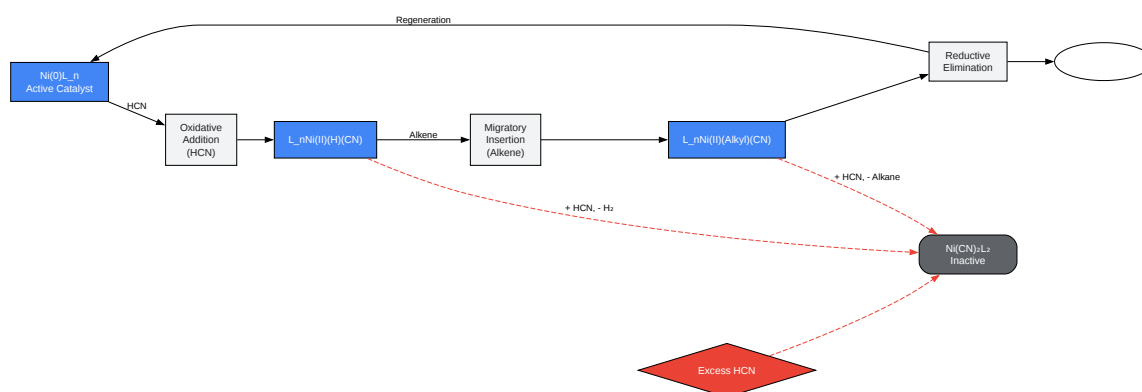 Regeneration
Reductive
Elimination
Ni(0)L_n
Active Catalyst
HCN
Oxidative
Addition
(HCN)
L_nNi(II)(H)(CN)
Alkene
Migratory
Insertion
(Alkene)
L_nNi(II)(Alkyl)(CN)
+ HCN, - Alkane
+ HCN, - H₂
Ni(CN)₂L₂
Inactive
Excess HCN